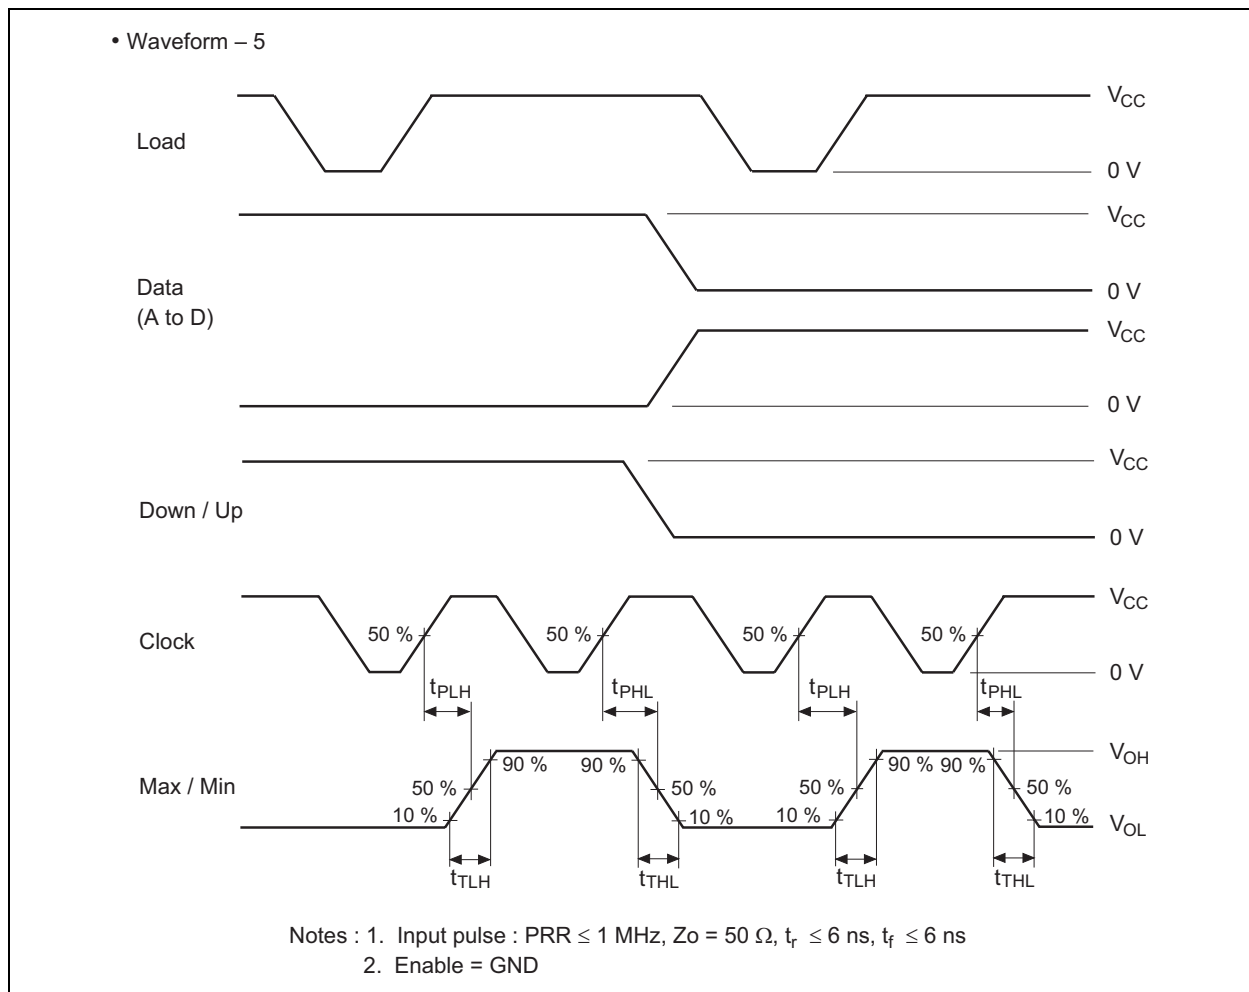 • Waveform – 5
Load
VCC
0 V
VCC
Data
(A to D)
0 V
VCC
0 V
VCC
Down / Up
0 V
VCC
Clock
50 % 50 % 50 % 50 %
0 V
tPLH tPHL tPLH tPHL
VOH
90 % 90 % 90 % 90 %
Max / Min
50 % 50 % 50 % 50 %
10 % 10 % 10 % 10 %
VOL
tTLH tTHL tTLH tTHL
Notes : 1. Input pulse : PRR ≤ 1 MHz, Zo = 50 Ω, tr ≤ 6 ns, tf ≤ 6 ns
2. Enable = GND